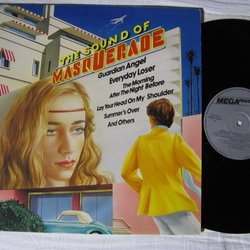 THE SOUND OF
MASQUERADE
Guardian Angel
Everyday Loser
The Morning
After The Night Before
Lay Your Head On My Shoulder
Summer's Over
And Others
MEGA